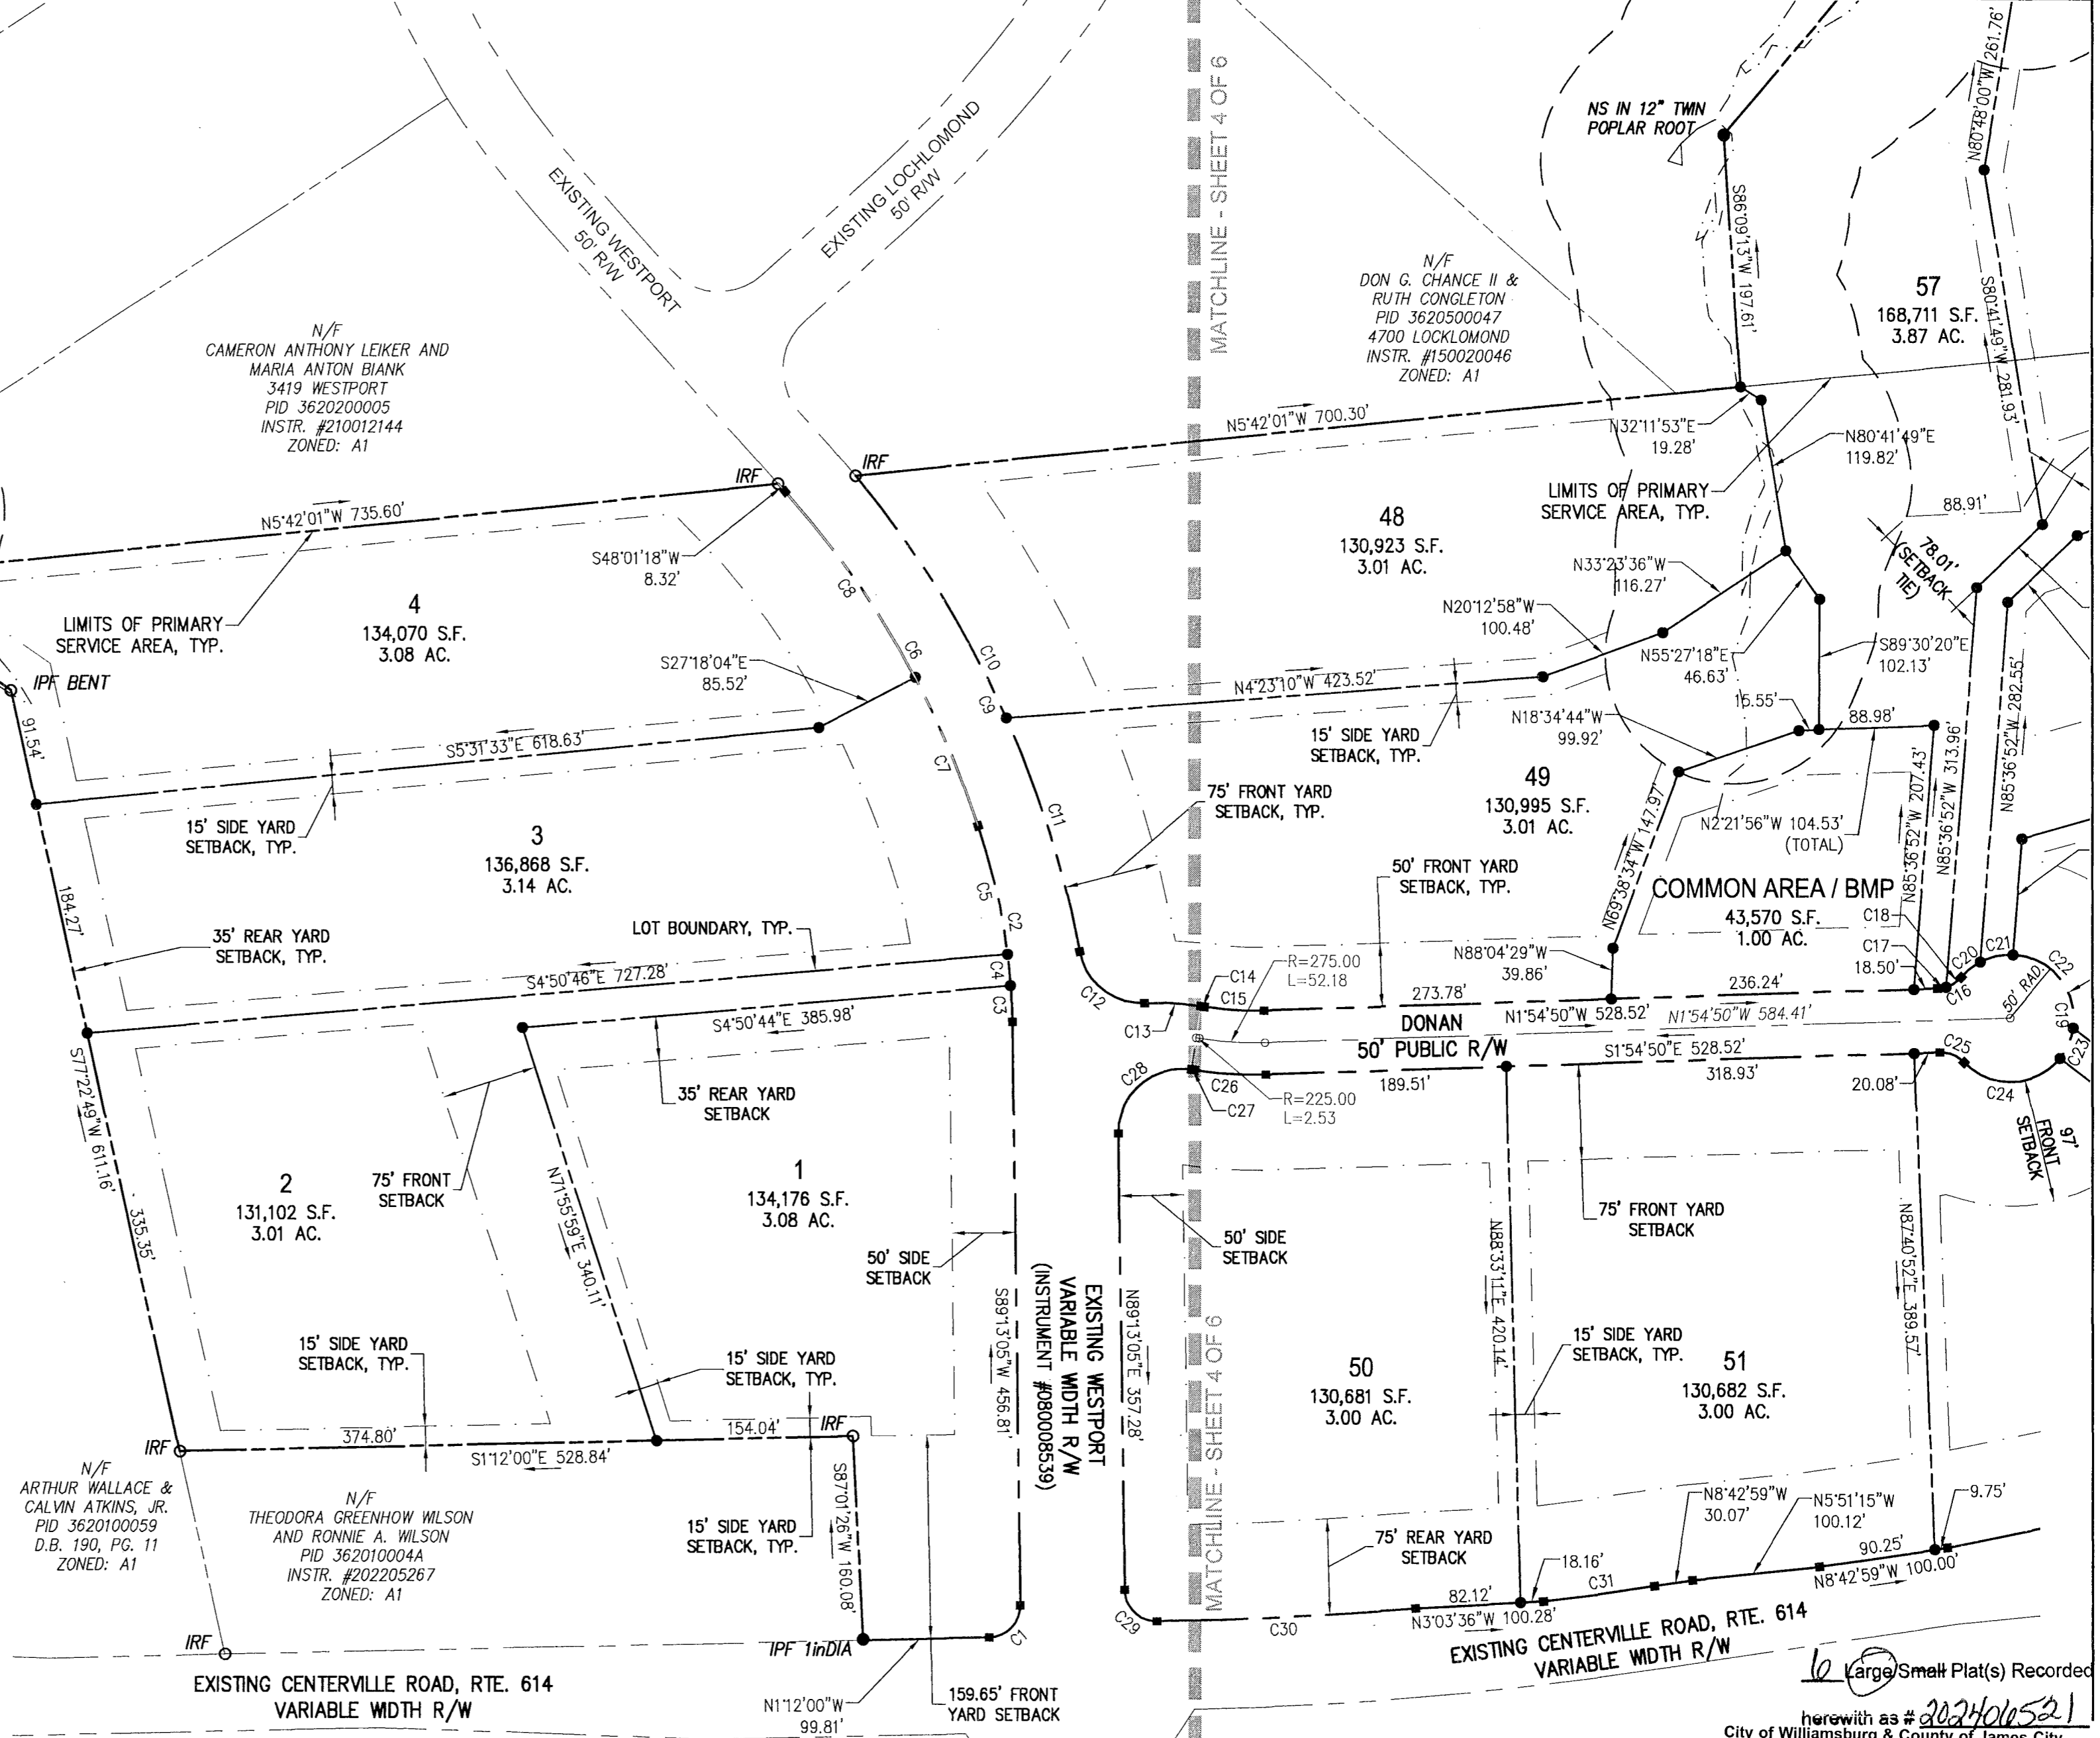 MATCHLINE - SHEET 4 OF 6
NS IN 12" TWIN
POPLAR ROOT
N80°48'00"W 261.76'
EXISTING WESTPORT
50' R/W
EXISTING LOCHLOMOND
50' R/W
S86°09'13"W 197.61'
N/F
DON G. CHANCE II &
RUTH CONGLETON
PID 3620500047
4700 LOCKLOMOND
INSTR. #150020046
ZONED: A1
57
168,711 S.F.
3.87 AC.
S80°41'49"W 281.93'
N/F
CAMERON ANTHONY LEIKER AND
MARIA ANTON BIANK
3419 WESTPORT
PID 3620200005
INSTR. #210012144
ZONED: A1
N5°42'01"W 700.30'
N32°11'53"E
19.28'
N80°41'49"E
119.82'
IRF
IRF
N5°42'01"W 735.60'
S48°01'18"W
8.32'
LIMITS OF PRIMARY
SERVICE AREA, TYP.
88.91'
48
130,923 S.F.
3.01 AC.
78.01'
(SETBACK
TIE)
N33°23'36"W
116.27'
C8
4
134,070 S.F.
3.08 AC.
LIMITS OF PRIMARY
SERVICE AREA, TYP.
N20°12'58"W
100.48'
C6
C10
S27°18'04"E
85.52'
N55°27'18"E
46.63'
S89°30'20"E
102.13'
IPF BENT
N4°23'10"W 423.52'
C9
91.54'
15.55'
88.98'
N18°34'44"W
99.92'
S5°31'33"E 618.63'
15' SIDE YARD
SETBACK, TYP.
C7
N85°36'52"W 207.43'
N85°36'52"W 313.96'
N85°36'52"W 282.55'
49
130,995 S.F.
3.01 AC.
75' FRONT YARD
SETBACK, TYP.
C11
N69°38'34"W 147.97'
N2°21'56"W 104.53'
(TOTAL)
15' SIDE YARD
SETBACK, TYP.
3
136,868 S.F.
3.14 AC.
50' FRONT YARD
SETBACK, TYP.
COMMON AREA / BMP
43,570 S.F.
1.00 AC.
184.27'
C5
C2
35' REAR YARD
SETBACK, TYP.
LOT BOUNDARY, TYP.
N88°04'29"W
39.86'
C18
C17
18.50'
C20
C21
C22
C16
50' RAD.
C19
C23
S4°50'46"E 727.28'
C4
C3
C12
C14
C15
R=275.00
L=52.18
C13
273.78'
236.24'
DONAN
50' PUBLIC R/W
N1°54'50"W 528.52'
N1°54'50"W 584.41'
S1°54'50"E 528.52'
S4°50'44"E 385.98'
C28
C26
C27
189.51'
318.93'
20.08'
C25
C24
R=225.00
L=2.53
35' REAR YARD
SETBACK
97'
FRONT
SETBACK
S77°22'49"W 611.16'
75' FRONT
SETBACK
2
131,102 S.F.
3.01 AC.
1
134,176 S.F.
3.08 AC.
N71°55'59"E 340.11'
335.35'
50' SIDE
SETBACK
50' SIDE
SETBACK
75' FRONT YARD
SETBACK
S89°13'05"W 456.81'
EXISTING WESTPORT
VARIABLE WIDTH R/W
(INSTRUMENT #080008539)
N89°13'05"E 357.28'
MATCHLINE - SHEET 4 OF 6
N88°33'11"E 420.14'
N87°40'52"E 389.57'
15' SIDE YARD
SETBACK, TYP.
15' SIDE YARD
SETBACK, TYP.
15' SIDE YARD
SETBACK, TYP.
50
130,681 S.F.
3.00 AC.
51
130,682 S.F.
3.00 AC.
IRF
374.80'
154.04'
IRF
S1°12'00"E 528.84'
N/F
ARTHUR WALLACE &
CALVIN ATKINS, JR.
PID 3620100059
D.B. 190, PG. 11
ZONED: A1
N/F
THEODORA GREENHOW WILSON
AND RONNIE A. WILSON
PID 362010004A
INSTR. #202205267
ZONED: A1
15' SIDE YARD
SETBACK, TYP.
S87°01'26"W 160.08'
75' REAR YARD
SETBACK
N8°42'59"W
30.07'
N5°51'15"W
100.12'
9.75'
90.25'
N8°42'59"W 100.00'
18.16'
C31
82.12'
N3°03'36"W 100.28'
C29
C30
C1
IRF
IPF 1inDIA
EXISTING CENTERVILLE ROAD, RTE. 614
VARIABLE WIDTH R/W
EXISTING CENTERVILLE ROAD, RTE. 614
VARIABLE WIDTH R/W
N1°12'00"W
99.81'
159.65' FRONT
YARD SETBACK
6 Large/Small Plat(s) Recorded
herewith as # 202406521
City of Williamsburg & County of James City